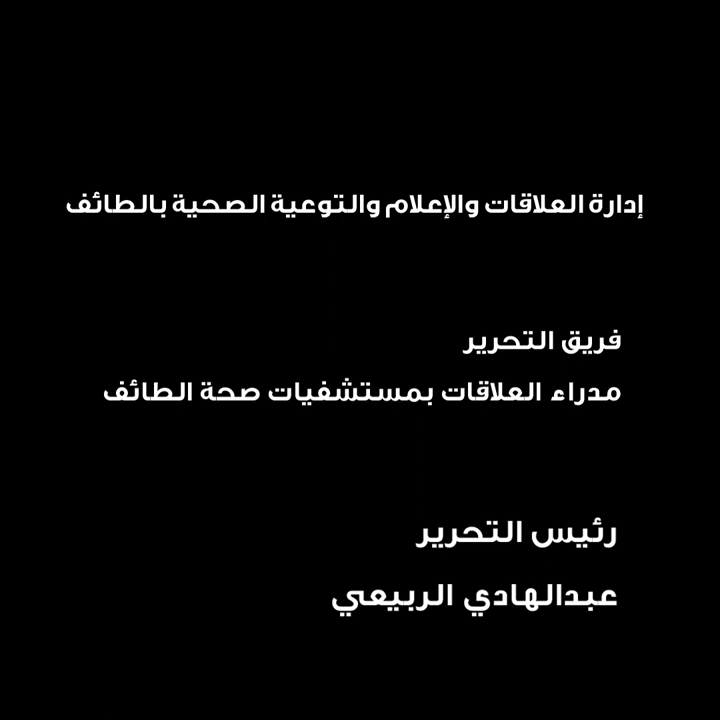 إدارة العلاقات والإعلام والتوعية الصحية بالطائف
فريق التحرير
مدراء العلاقات بمستشفيات صحة الطائف
رئيس التحرير
عبدالهادي الربيعي